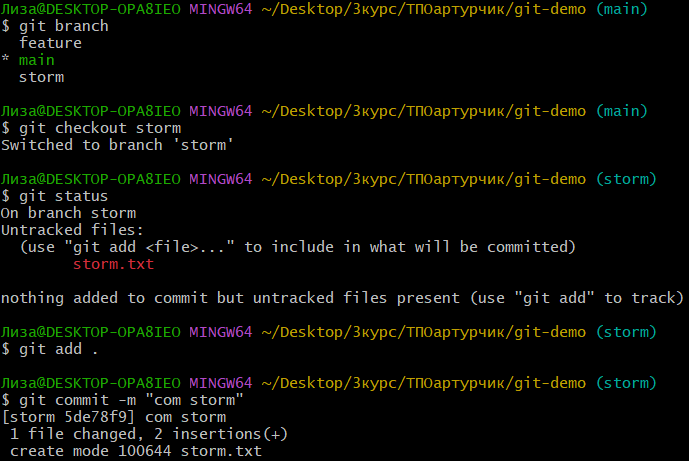 Лиза@DESKTOP-OPA8IEO MINGW64 ~/Desktop/3курс/ТПОартурчик/git-demo (main)
$ git branch
  feature
* main
  storm

Лиза@DESKTOP-OPA8IEO MINGW64 ~/Desktop/3курс/ТПОартурчик/git-demo (main)
$ git checkout storm
Switched to branch 'storm'

Лиза@DESKTOP-OPA8IEO MINGW64 ~/Desktop/3курс/ТПОартурчик/git-demo (storm)
$ git status
On branch storm
Untracked files:
  (use "git add <file>..." to include in what will be committed)
        storm.txt

nothing added to commit but untracked files present (use "git add" to track)

Лиза@DESKTOP-OPA8IEO MINGW64 ~/Desktop/3курс/ТПОартурчик/git-demo (storm)
$ git add .

Лиза@DESKTOP-OPA8IEO MINGW64 ~/Desktop/3курс/ТПОартурчик/git-demo (storm)
$ git commit -m "com storm"
[storm 5de78f9] com storm
 1 file changed, 2 insertions(+)
 create mode 100644 storm.txt